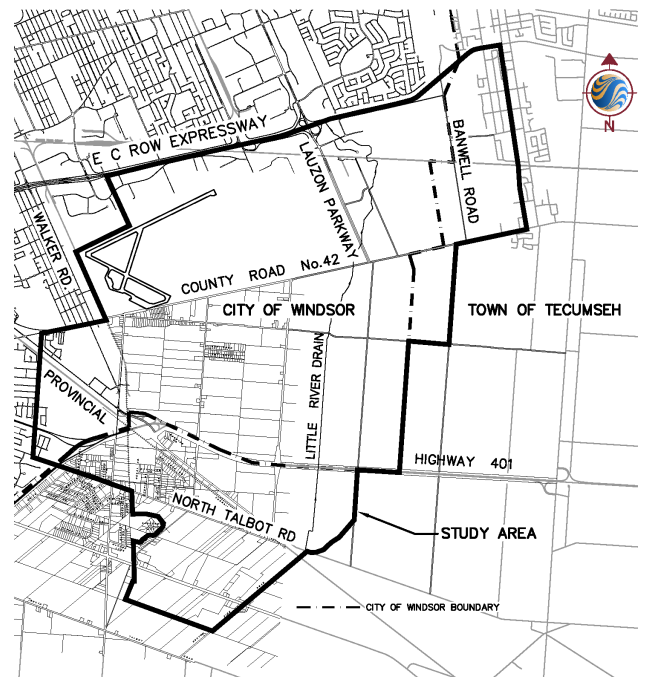 N
E C ROW EXPRESSWAY
BANWELL ROAD
LAUZON PARKWAY
WALKER RD.
COUNTY ROAD No.42
CITY OF WINDSOR
TOWN OF TECUMSEH
LITTLE RIVER DRAIN
PROVINCIAL
HIGHWAY 401
NORTH TALBOT RD
STUDY AREA
CITY OF WINDSOR BOUNDARY